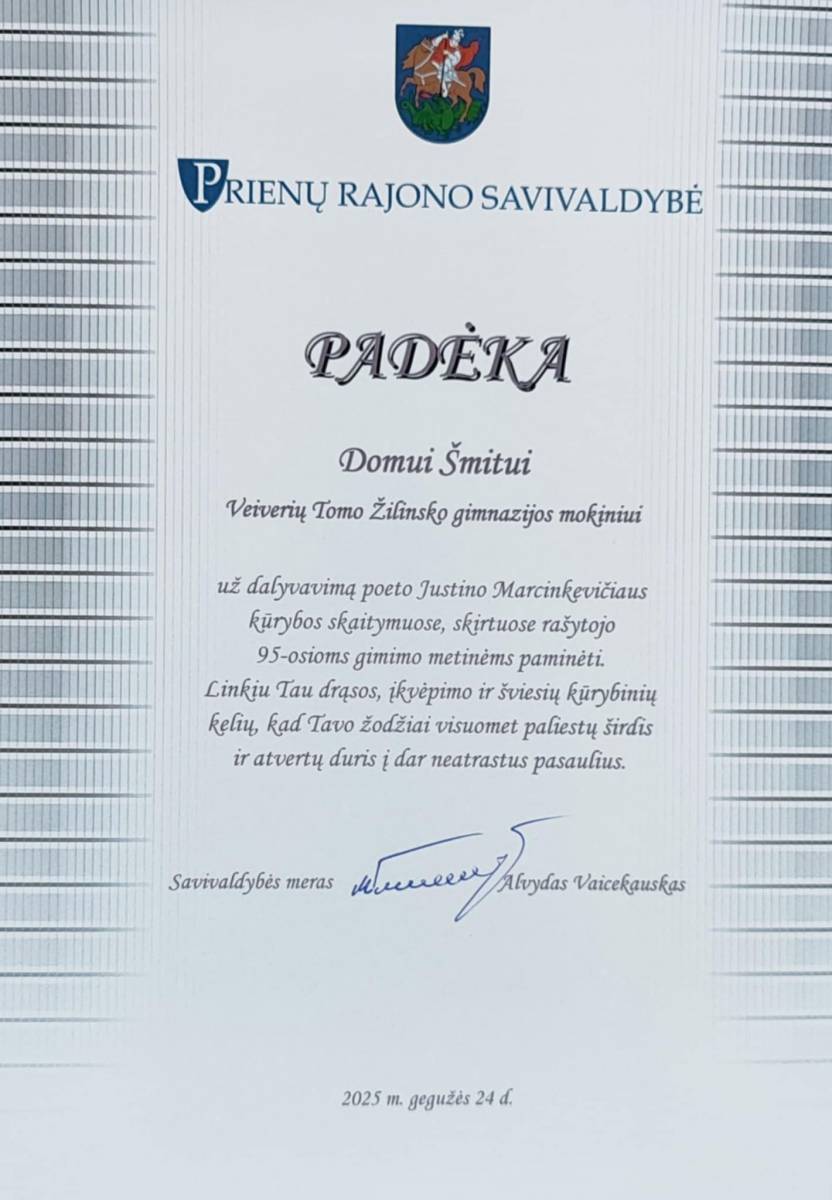 PRIENŲ RAJONO SAVIVALDYBĖ
PADĖKA
Domui Šmitui
Veiverių Tomo Žilinsko gimnazijos mokiniui
už dalyvavimą poeto Justino Marcinkevičiaus
kūrybos skaitymuose, skirtuose rašytojo
95-osioms gimimo metinėms paminėti.
Linkiu Tau drąsos, įkvėpimo ir šviesių kūrybinių
kelių, kad Tavo žodžiai visuomet paliestų širdis
ir atvertų duris į dar neatrastus pasaulius.
Savivaldybės meras Alvydas Vaicekauskas
2025 m. gegužės 24 d.